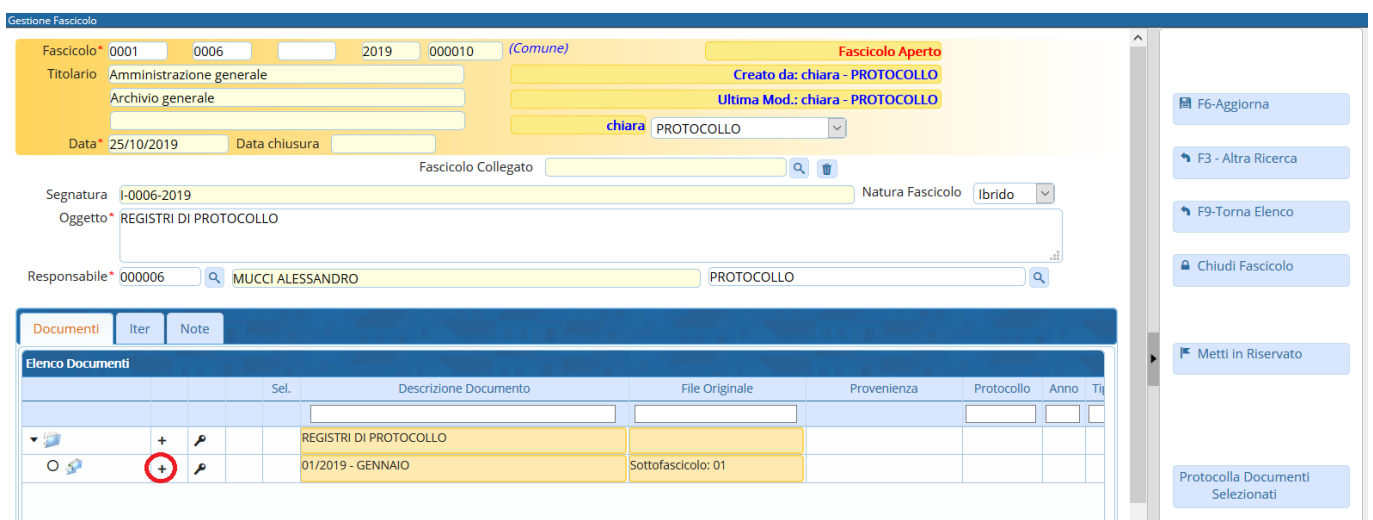 Gestione Fascicolo
Fascicolo* 0001 0006 2019 000010 (Comune) Fascicolo Aperto
Titolario Amministrazione generale Creato da: chiara - PROTOCOLLO
Archivio generale Ultima Mod.: chiara - PROTOCOLLO
chiara PROTOCOLLO
Data* 25/10/2019 Data chiusura
Fascicolo Collegato
Segnatura I-0006-2019 Natura Fascicolo Ibrido
Oggetto* REGISTRI DI PROTOCOLLO
Responsabile* 000006 MUCCI ALESSANDRO PROTOCOLLO
Documenti Iter Note
Elenco Documenti
Sel. Descrizione Documento File Originale Provenienza Protocollo Anno Tip
REGISTRI DI PROTOCOLLO
01/2019 - GENNAIO Sottofascicolo: 01
F6-Aggiorna
F3 - Altra Ricerca
F9-Torna Elenco
Chiudi Fascicolo
Metti in Riservato
Protocolla Documenti
Selezionati